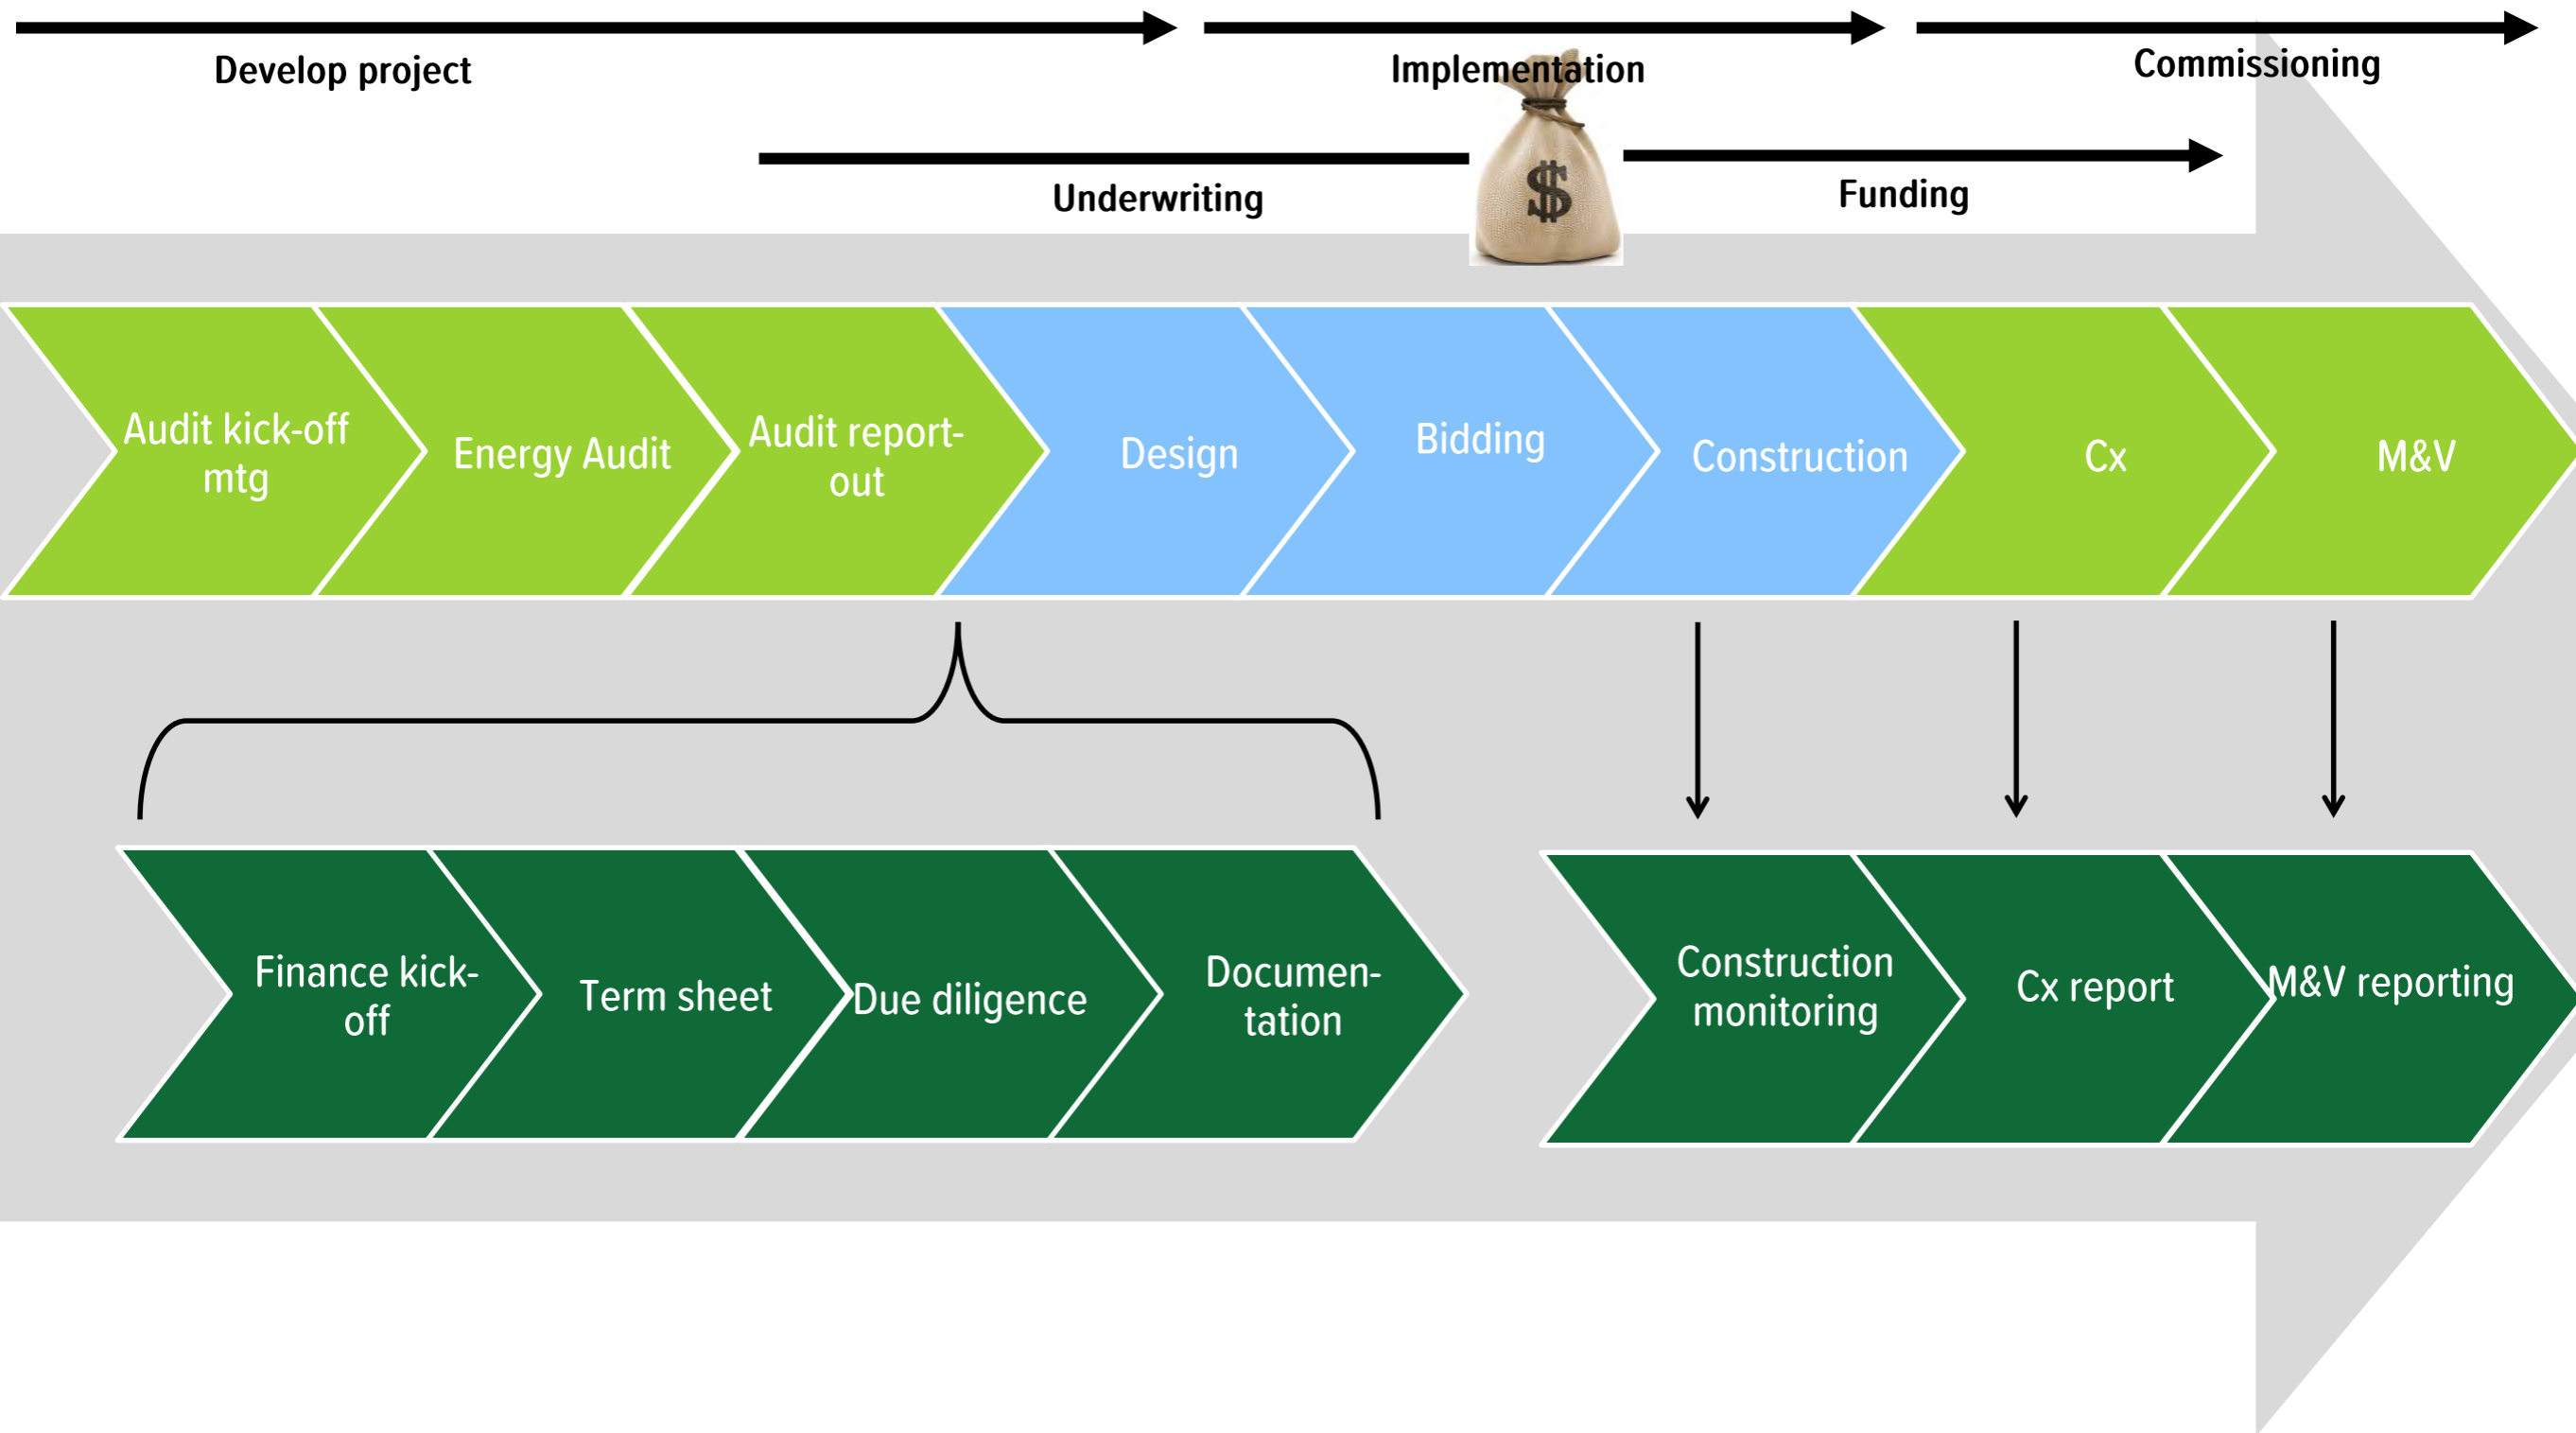 Develop project
Implementation
Commissioning
Underwriting
$
Funding
Audit kick-off
mtg
Energy Audit
Audit report-
out
Design
Bidding
Construction
Cx
M&V
Finance kick-
off
Term sheet
Due diligence
Documen-
tation
Construction
monitoring
Cx report
M&V reporting